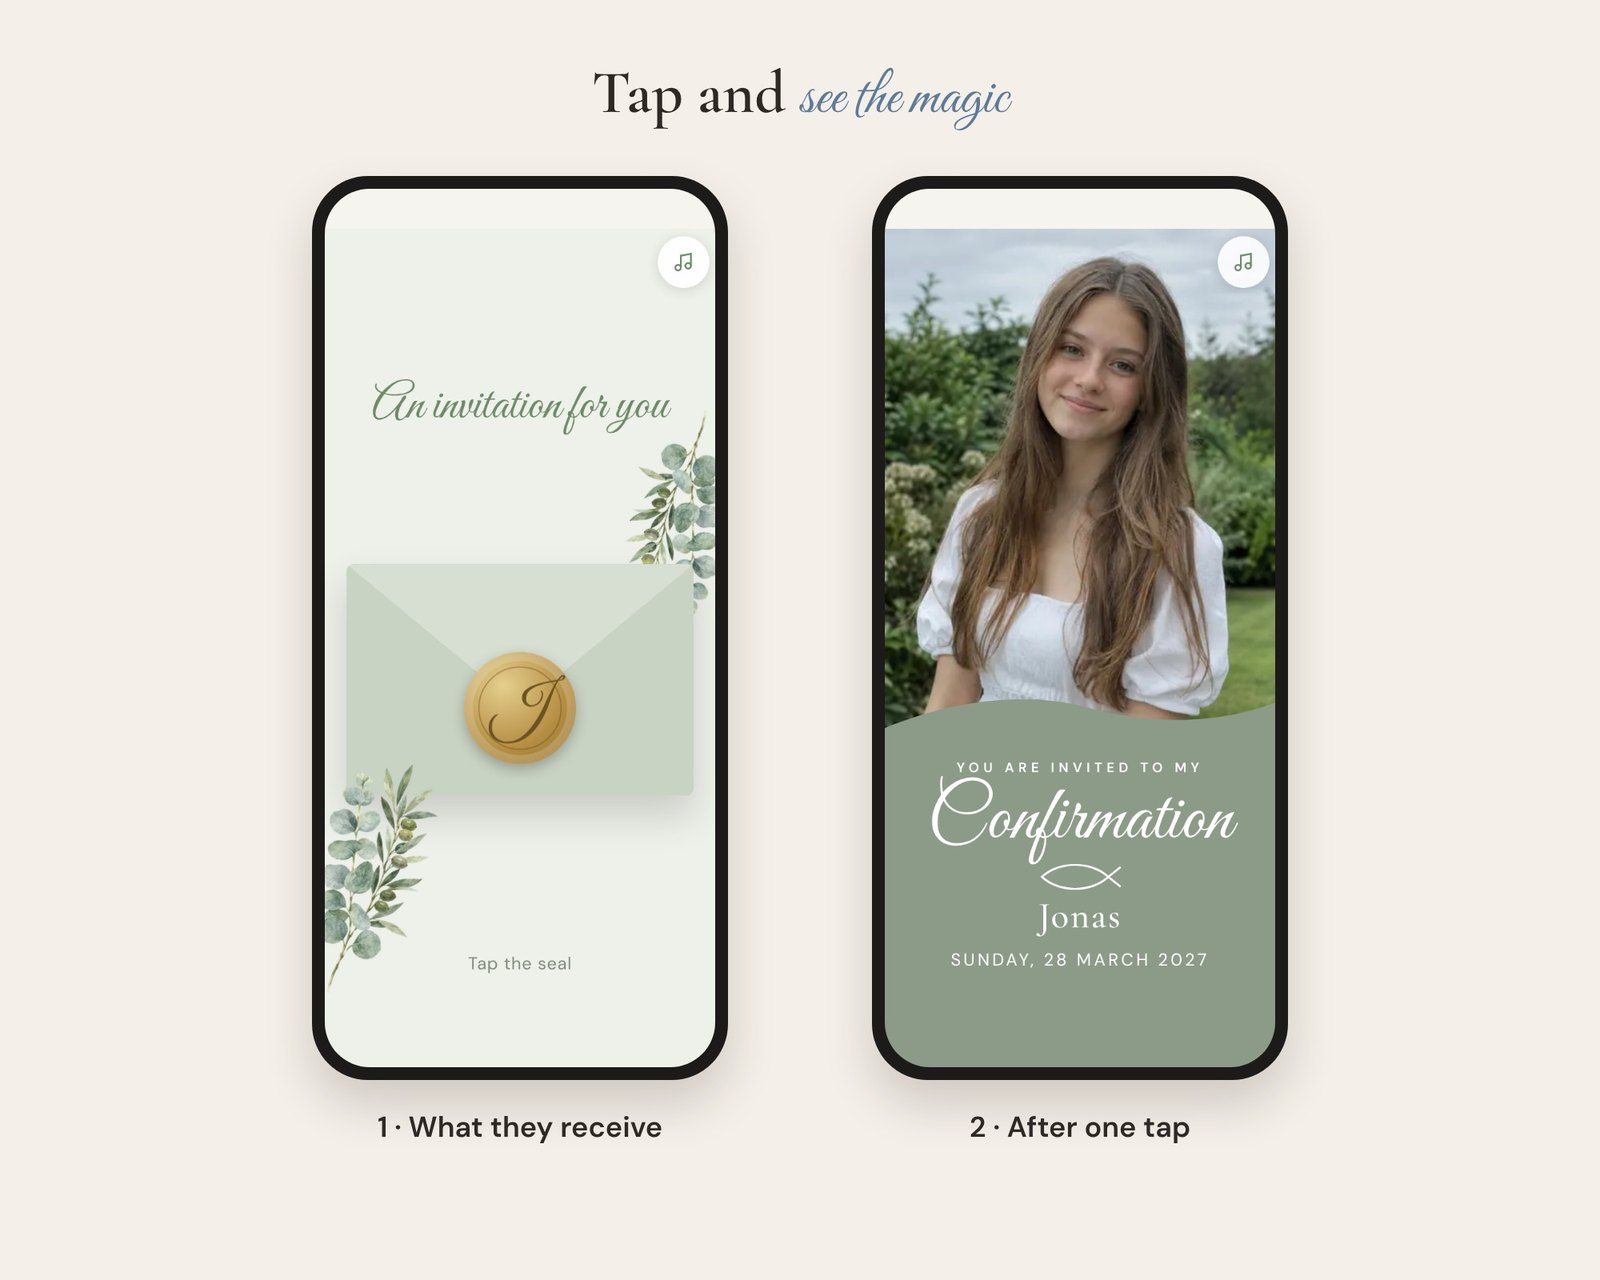 Tap and see the magic
An invitation for you
J
Tap the seal
1 · What they receive
YOU ARE INVITED TO MY
Confirmation
Jonas
SUNDAY, 28 MARCH 2027
2 · After one tap